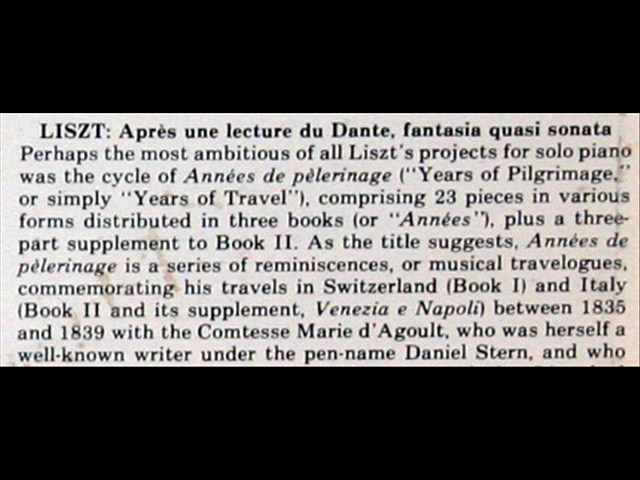 LISZT: Après une lecture du Dante, fantasia quasi sonata
Perhaps the most ambitious of all Liszt's projects for solo piano
was the cycle of Années de pèlerinage ("Years of Pilgrimage,"
or simply "Years of Travel"), comprising 23 pieces in various
forms distributed in three books (or "Années"), plus a three-
part supplement to Book II. As the title suggests, Années de
pèlerinage is a series of reminiscences, or musical travelogues,
commemorating his travels in Switzerland (Book I) and Italy
(Book II and its supplement, Venezia e Napoli) between 1835
and 1839 with the Comtesse Marie d'Agoult, who was herself a
well-known writer under the pen-name Daniel Stern, and who